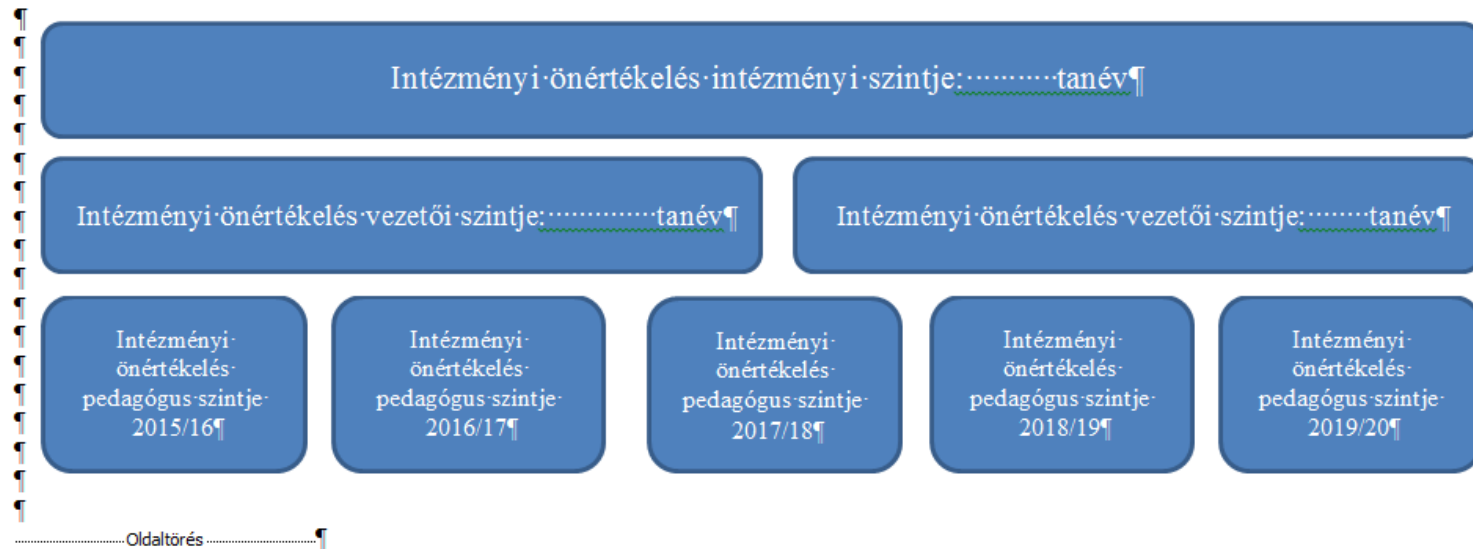 Intézményi önértékelés intézményi szintje: tanév¶
Intézményi önértékelés vezetői szintje: tanév¶
Intézményi önértékelés vezetői szintje: tanév¶
Intézményi
önértékelés
pedagógus szintje
2015/16¶
Intézményi
önértékelés
pedagógus szintje
2016/17¶
Intézményi
önértékelés
pedagógus szintje
2017/18¶
Intézményi
önértékelés
pedagógus szintje
2018/19¶
Intézményi
önértékelés
pedagógus szintje
2019/20¶
Oldaltörés¶